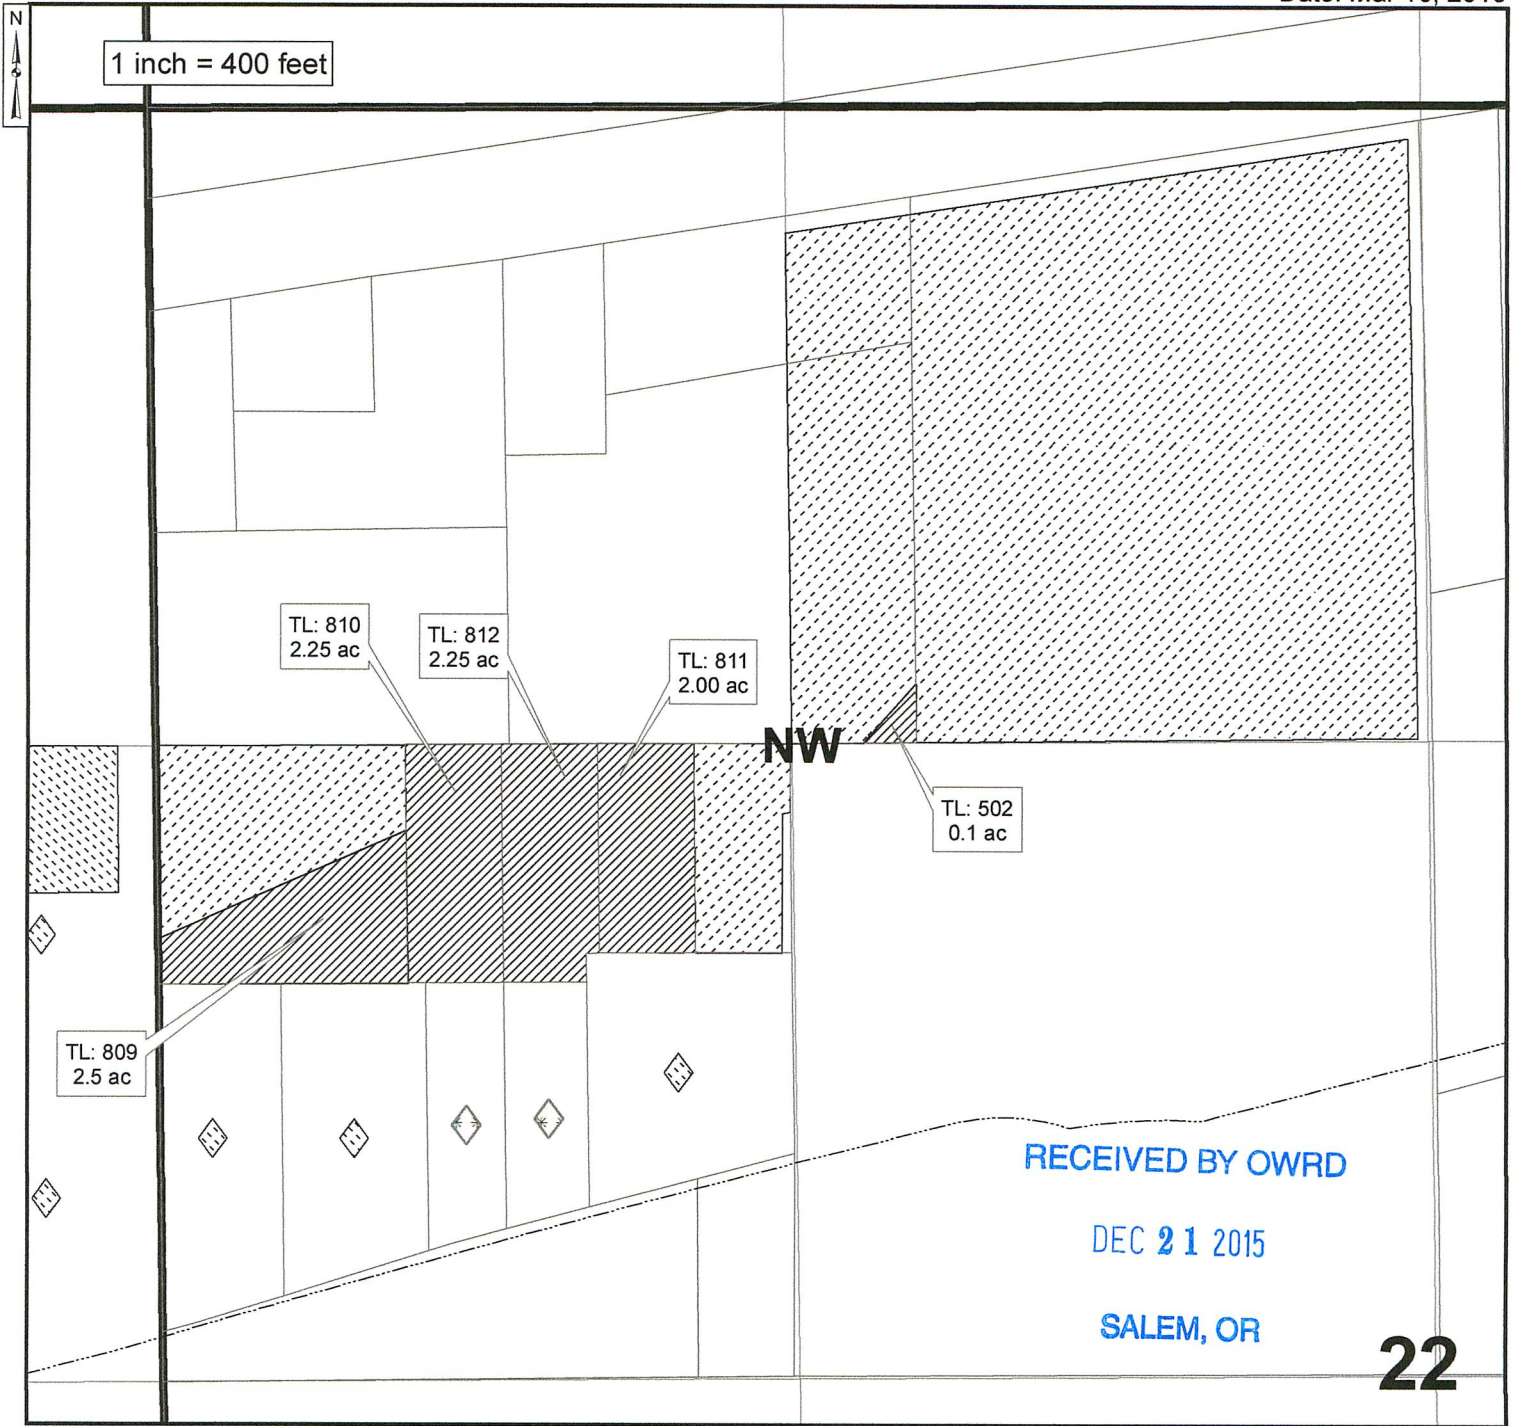 N
1 inch = 400 feet
TL: 810
2.25 ac
TL: 812
2.25 ac
TL: 811
2.00 ac
NW
TL: 502
0.1 ac
TL: 809
2.5 ac
RECEIVED BY OWRD
DEC 21 2015
SALEM, OR
22